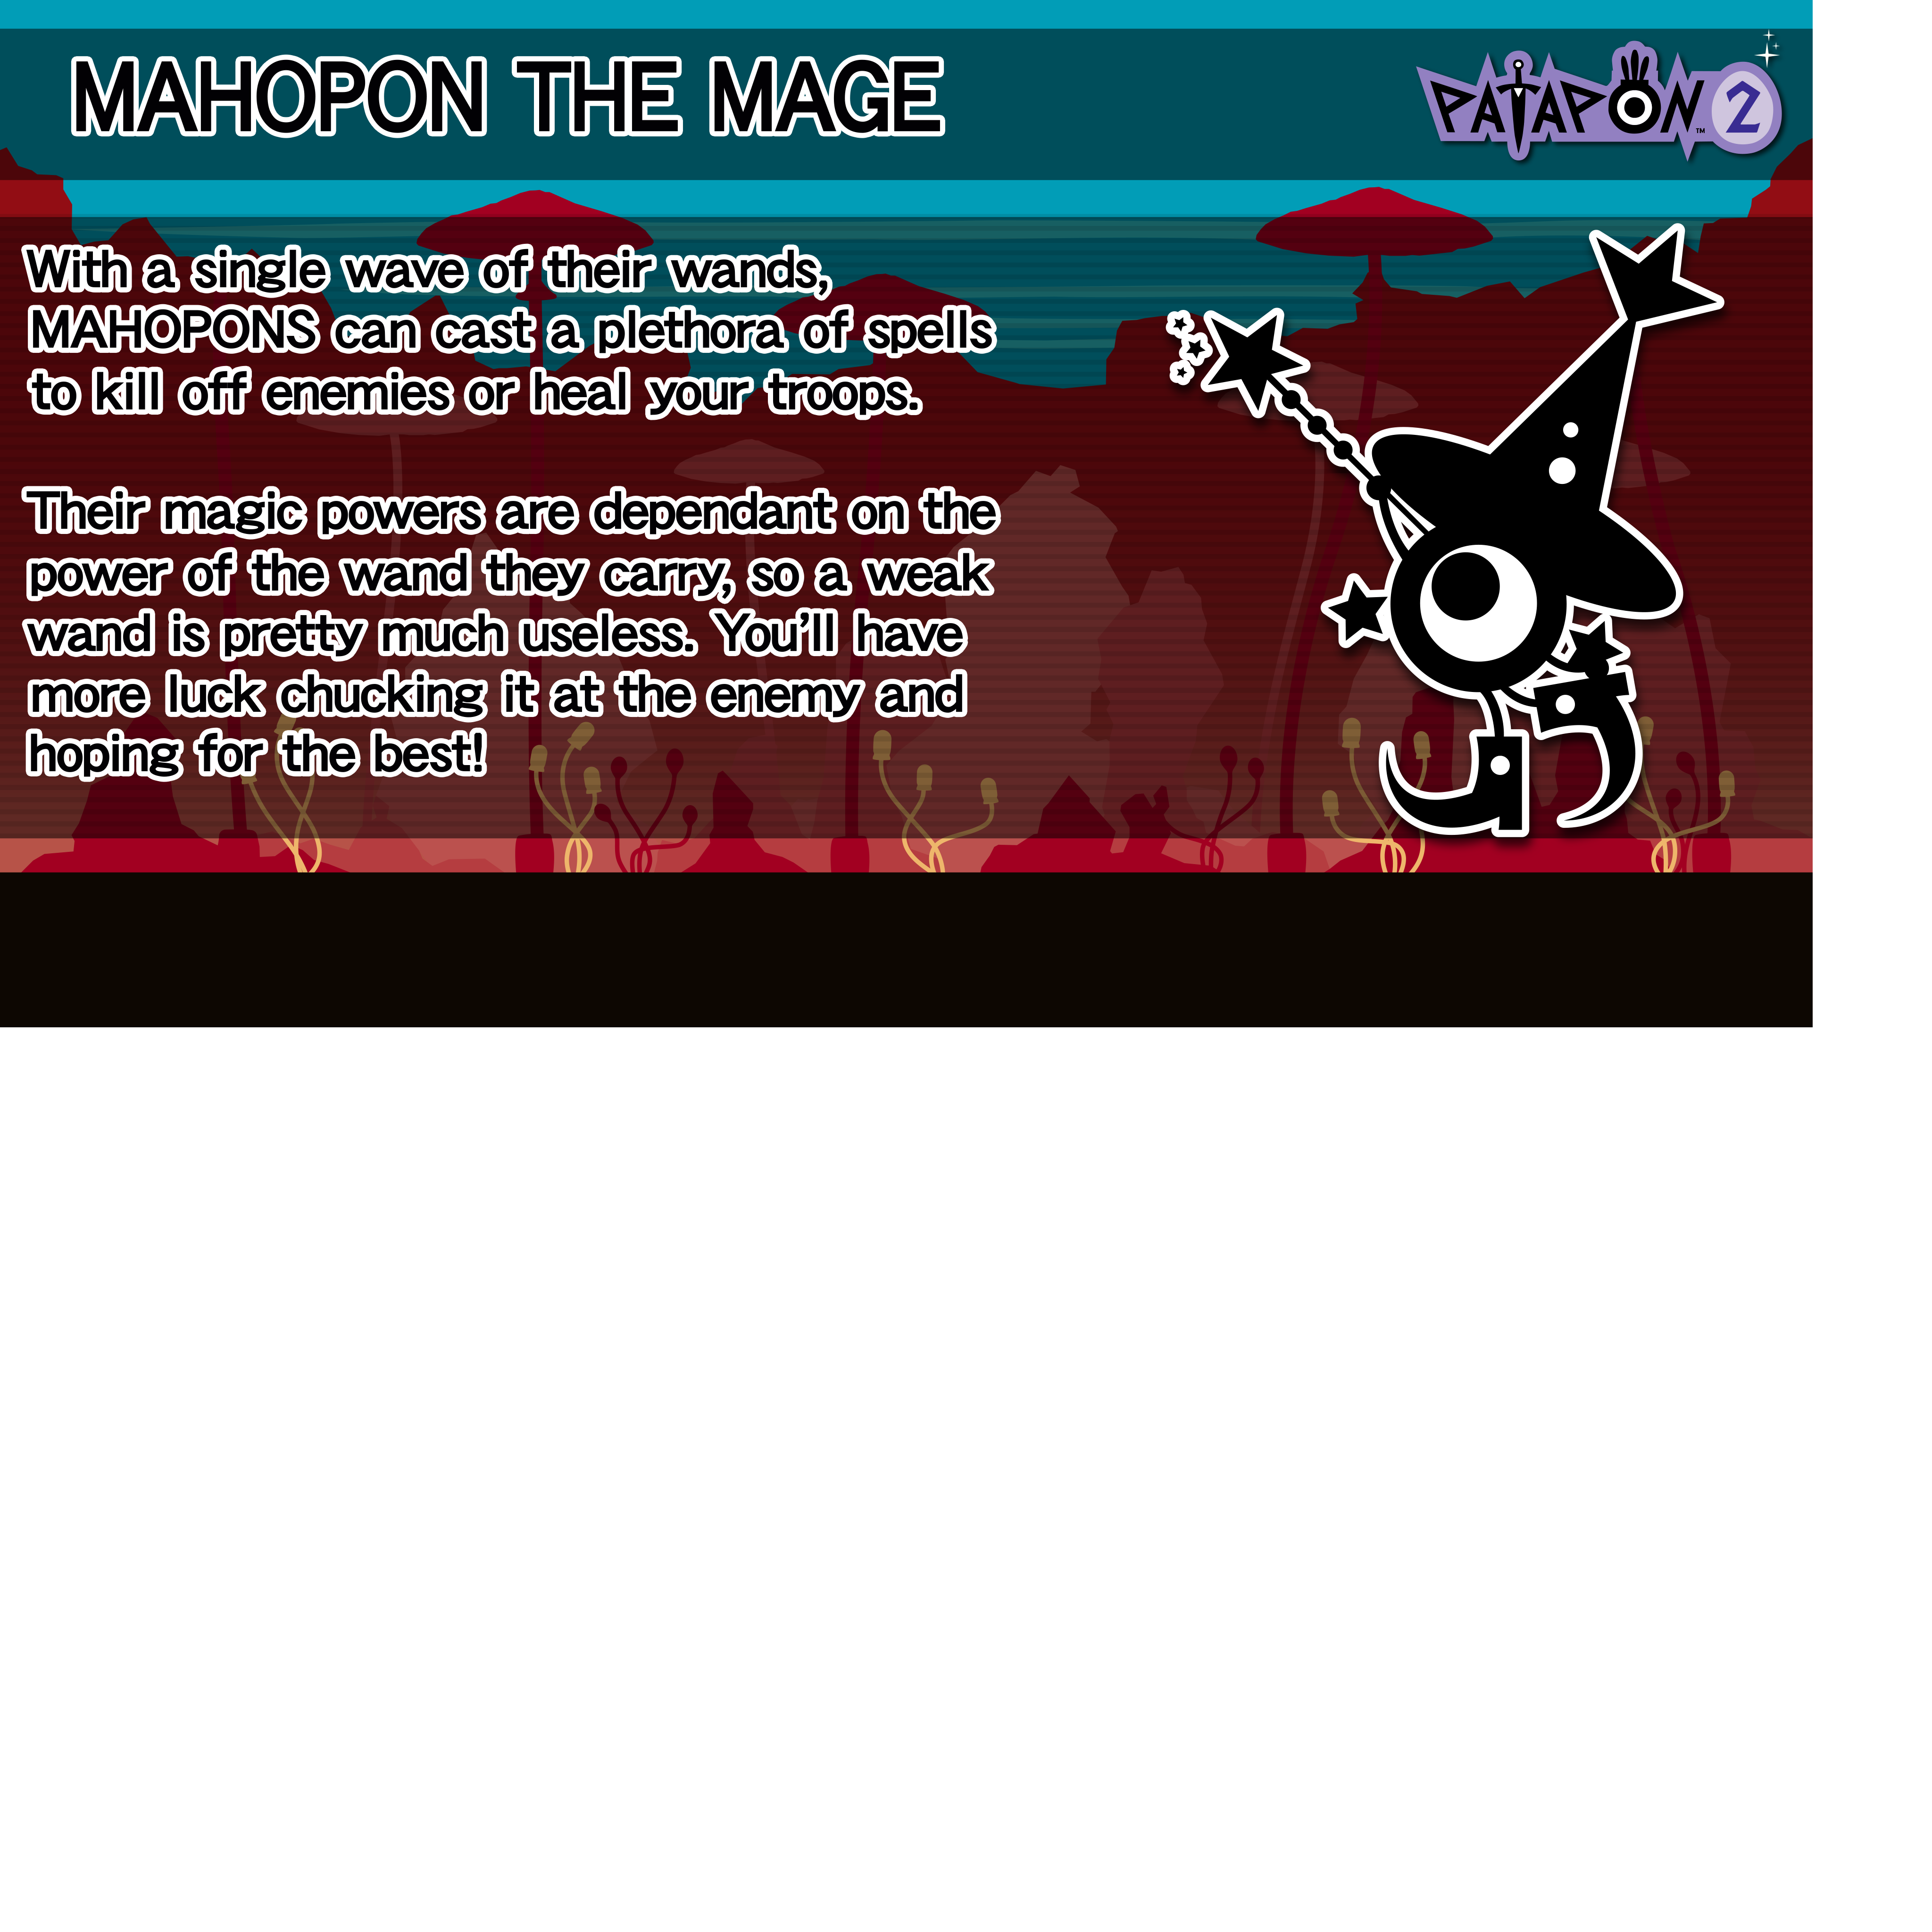 MAHOPON THE MAGE
PATAPON™ 2
With a single wave of their wands,
MAHOPONS can cast a plethora of spells
to kill off enemies or heal your troops.
Their magic powers are dependant on the
power of the wand they carry, so a weak
wand is pretty much useless. You'll have
more luck chucking it at the enemy and
hoping for the best!